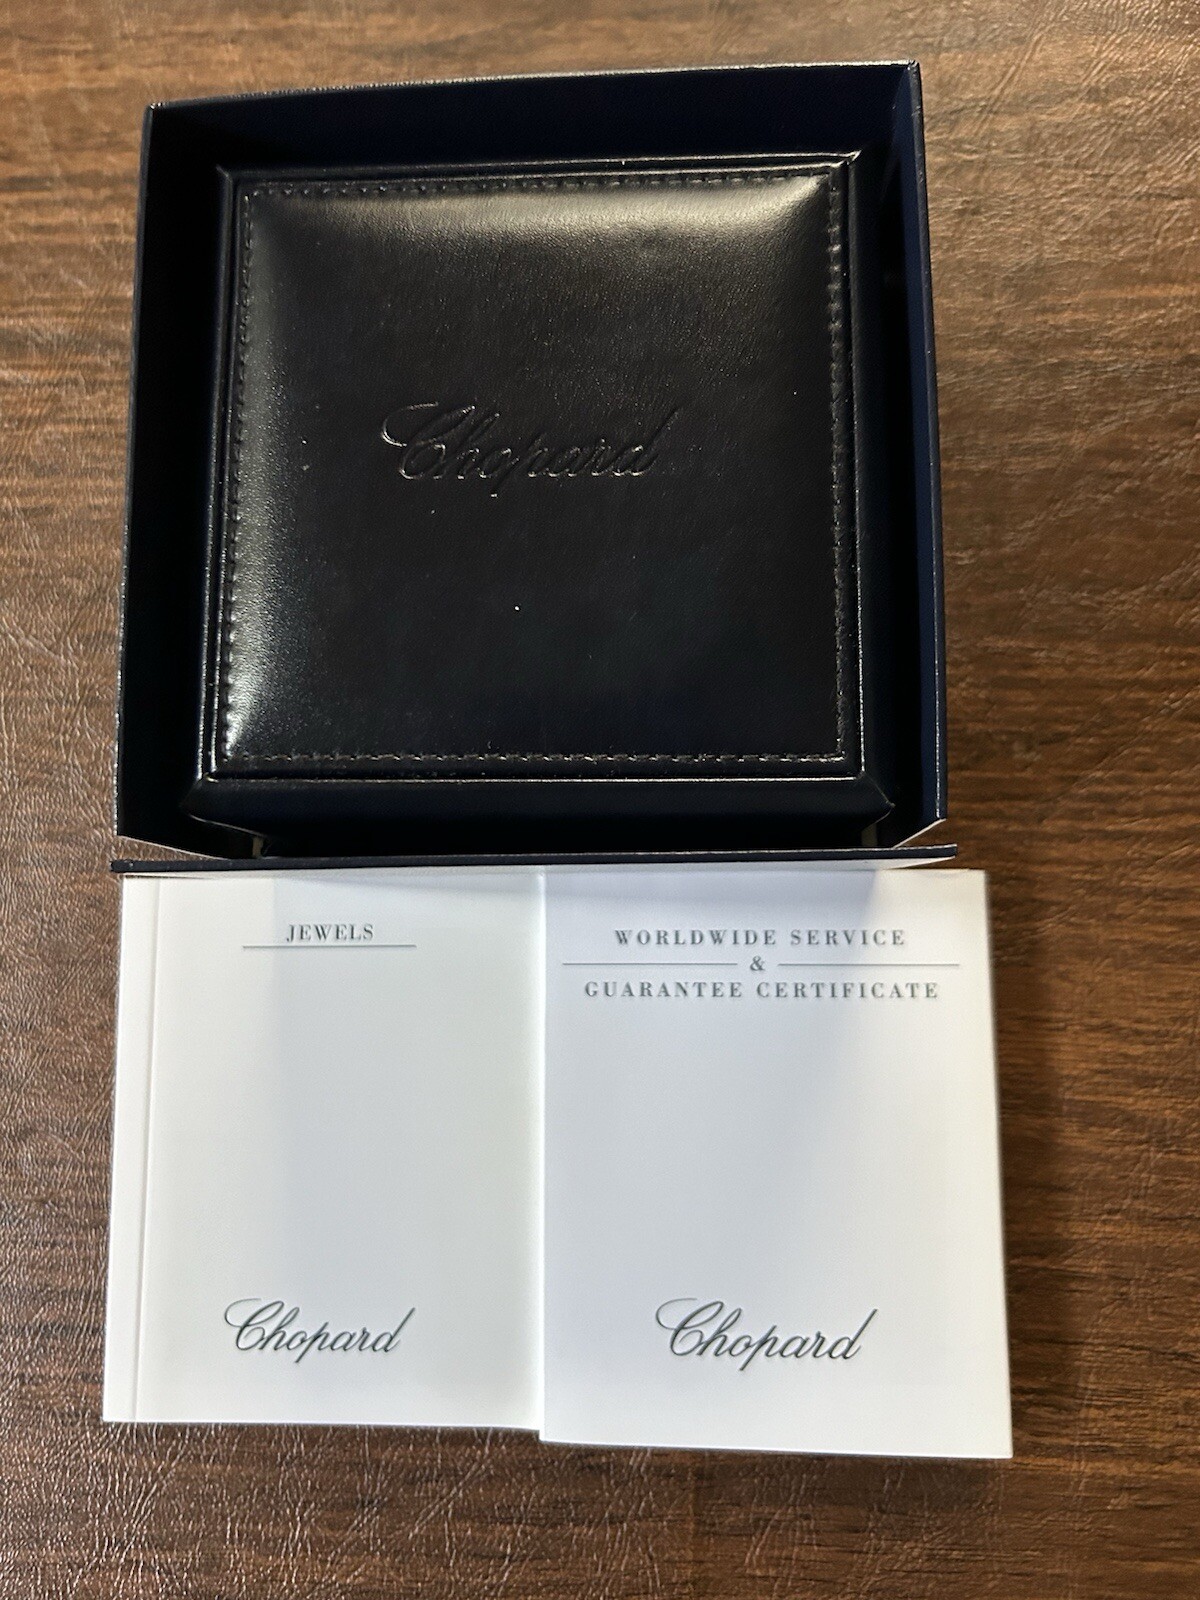 Chopard
JEWELS
Chopard
WORLDWIDE SERVICE
&
GUARANTEE CERTIFICATE
Chopard